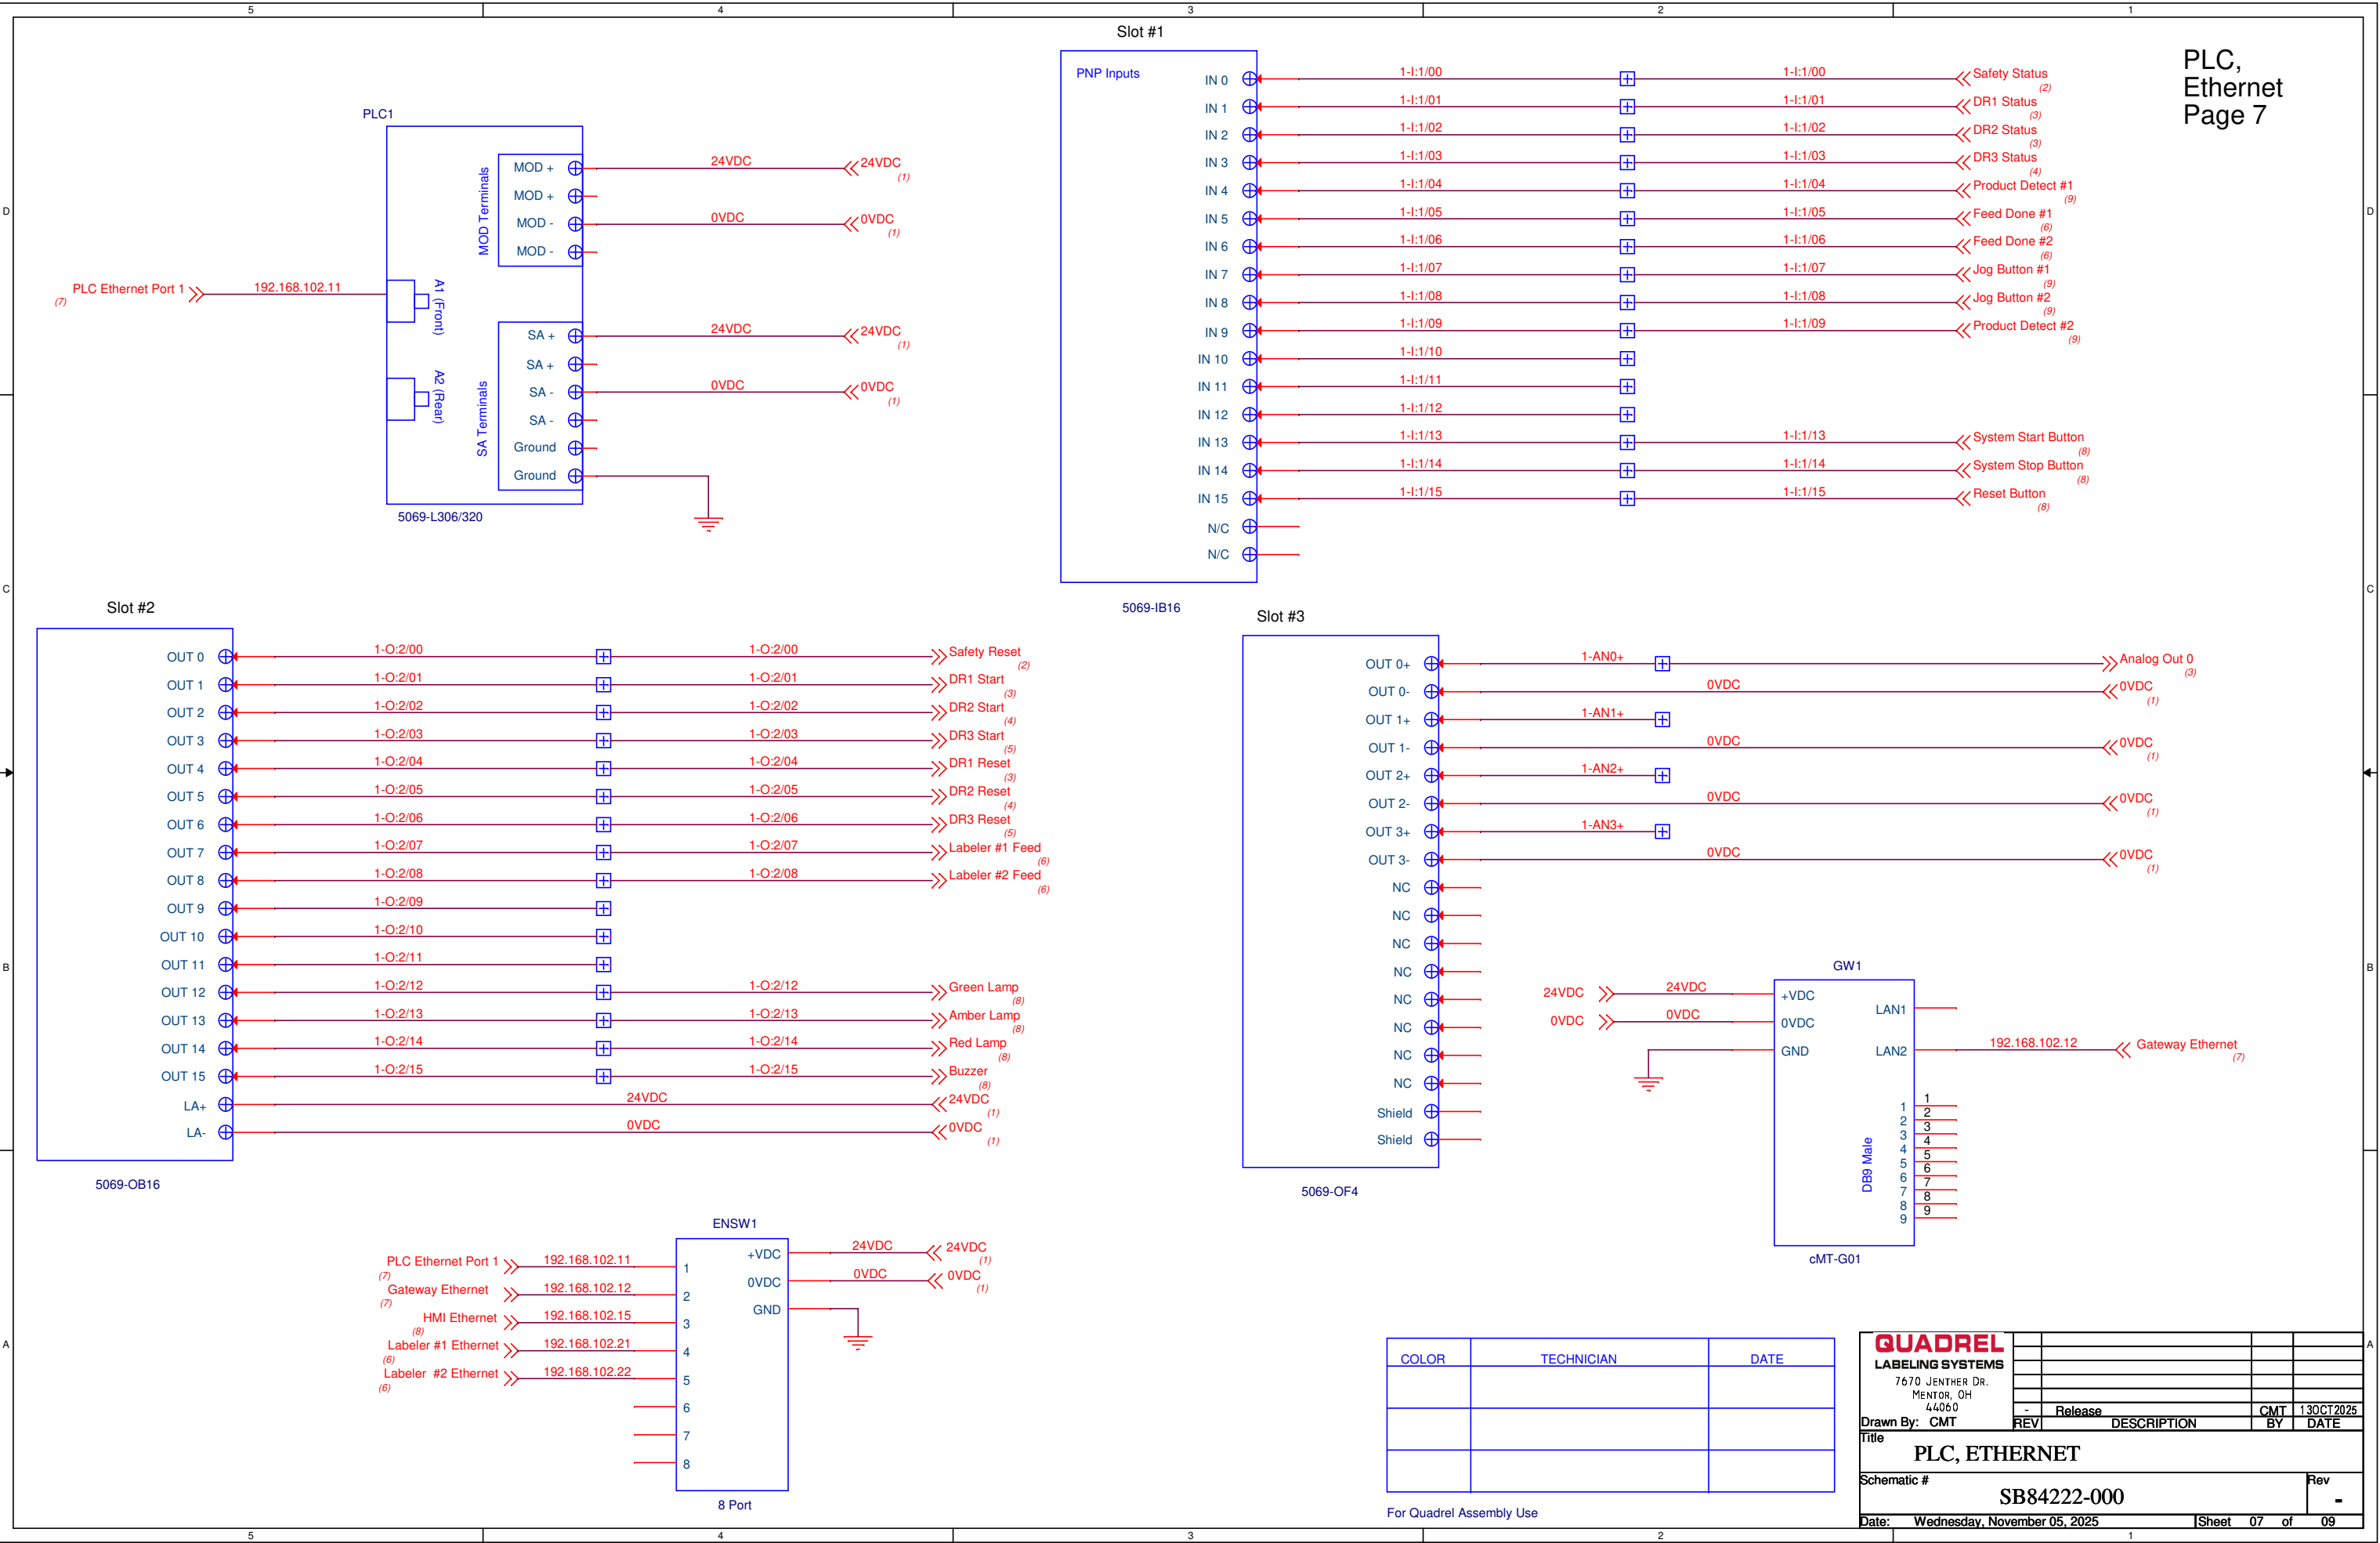 5 4 3 2 1
PLC,
Ethernet
Page 7
PLC1
MOD Terminals
MOD + 24VDC 24VDC (1)
MOD +
MOD - 0VDC 0VDC (1)
MOD -
PLC Ethernet Port 1 (7) 192.168.102.11
A1 (Front)
A2 (Rear)
SA Terminals
SA + 24VDC 24VDC (1)
SA +
SA - 0VDC 0VDC (1)
SA -
Ground
Ground
5069-L306/320
Slot #1
PNP Inputs
IN 0 1-I:1/00 1-I:1/00 Safety Status (2)
IN 1 1-I:1/01 1-I:1/01 DR1 Status (3)
IN 2 1-I:1/02 1-I:1/02 DR2 Status (3)
IN 3 1-I:1/03 1-I:1/03 DR3 Status (4)
IN 4 1-I:1/04 1-I:1/04 Product Detect #1 (9)
IN 5 1-I:1/05 1-I:1/05 Feed Done #1 (6)
IN 6 1-I:1/06 1-I:1/06 Feed Done #2 (6)
IN 7 1-I:1/07 1-I:1/07 Jog Button #1 (9)
IN 8 1-I:1/08 1-I:1/08 Jog Button #2 (9)
IN 9 1-I:1/09 1-I:1/09 Product Detect #2 (9)
IN 10 1-I:1/10
IN 11 1-I:1/11
IN 12 1-I:1/12
IN 13 1-I:1/13 1-I:1/13 System Start Button (8)
IN 14 1-I:1/14 1-I:1/14 System Stop Button (8)
IN 15 1-I:1/15 1-I:1/15 Reset Button (8)
N/C
N/C
5069-IB16
Slot #2
OUT 0 1-O:2/00 1-O:2/00 Safety Reset (2)
OUT 1 1-O:2/01 1-O:2/01 DR1 Start (3)
OUT 2 1-O:2/02 1-O:2/02 DR2 Start (4)
OUT 3 1-O:2/03 1-O:2/03 DR3 Start (5)
OUT 4 1-O:2/04 1-O:2/04 DR1 Reset (3)
OUT 5 1-O:2/05 1-O:2/05 DR2 Reset (4)
OUT 6 1-O:2/06 1-O:2/06 DR3 Reset (5)
OUT 7 1-O:2/07 1-O:2/07 Labeler #1 Feed (6)
OUT 8 1-O:2/08 1-O:2/08 Labeler #2 Feed (6)
OUT 9 1-O:2/09
OUT 10 1-O:2/10
OUT 11 1-O:2/11
OUT 12 1-O:2/12 1-O:2/12 Green Lamp (8)
OUT 13 1-O:2/13 1-O:2/13 Amber Lamp (8)
OUT 14 1-O:2/14 1-O:2/14 Red Lamp (8)
OUT 15 1-O:2/15 1-O:2/15 Buzzer (8)
LA+ 24VDC 24VDC (1)
LA- 0VDC 0VDC (1)
5069-OB16
Slot #3
OUT 0+ 1-AN0+ Analog Out 0 (3)
OUT 0- 0VDC 0VDC (1)
OUT 1+ 1-AN1+
OUT 1- 0VDC 0VDC (1)
OUT 2+ 1-AN2+
OUT 2- 0VDC 0VDC (1)
OUT 3+ 1-AN3+
OUT 3- 0VDC 0VDC (1)
NC
NC
NC
NC
NC
NC
NC
NC
Shield
Shield
5069-OF4
GW1
24VDC 24VDC +VDC
LAN1
0VDC 0VDC 0VDC
GND
LAN2 192.168.102.12 Gateway Ethernet (7)
DB9 Male
1 1
2 2
3 3
4 4
5 5
6 6
7 7
8 8
9 9
cMT-G01
ENSW1
PLC Ethernet Port 1 (7) 192.168.102.11 1
Gateway Ethernet (7) 192.168.102.12 2
HMI Ethernet (8) 192.168.102.15 3
Labeler #1 Ethernet (6) 192.168.102.21 4
Labeler #2 Ethernet (6) 192.168.102.22 5
6
7
8
+VDC 24VDC 24VDC (1)
0VDC 0VDC 0VDC (1)
GND
8 Port
COLOR TECHNICIAN DATE
For Quadrel Assembly Use
QUADREL
LABELING SYSTEMS
7670 JENTHER DR.
MENTOR, OH
44060
Drawn By: CMT
- Release CMT 13OCT2025
REV DESCRIPTION BY DATE
Title
PLC, ETHERNET
Schematic #
SB84222-000
Rev
-
Date: Wednesday, November 05, 2025 Sheet 07 of 09
D D
C C
B B
A A
5 4 3 2 1